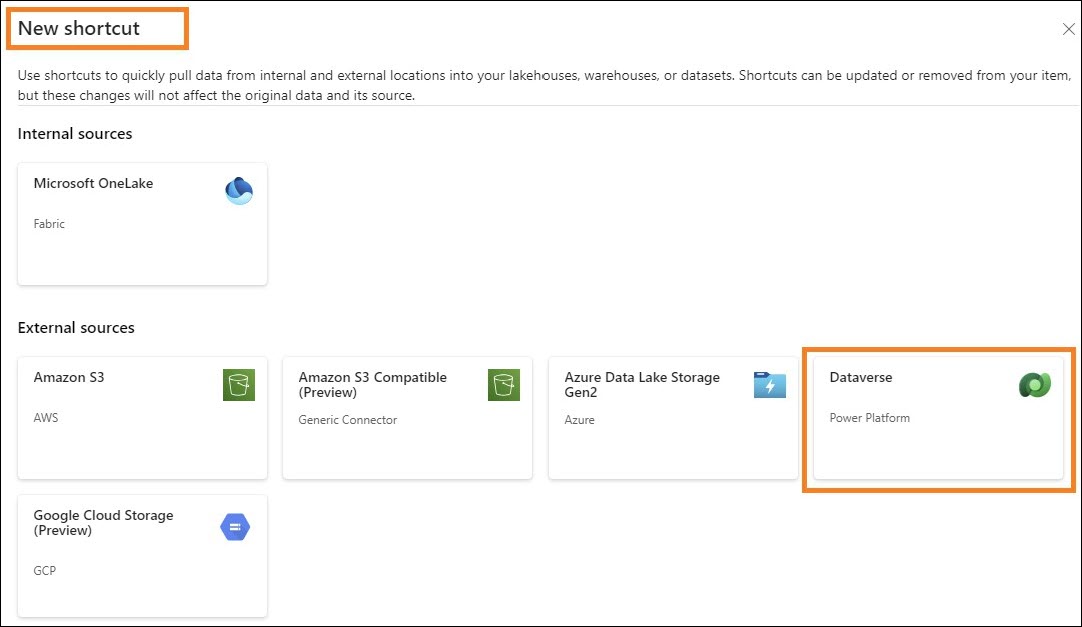 New shortcut
Use shortcuts to quickly pull data from internal and external locations into your lakehouses, warehouses, or datasets. Shortcuts can be updated or removed from your item,
but these changes will not affect the original data and its source.
Internal sources
Microsoft OneLake
Fabric
External sources
Amazon S3
AWS
Amazon S3 Compatible
(Preview)
Generic Connector
Azure Data Lake Storage
Gen2
Azure
Dataverse
Power Platform
Google Cloud Storage
(Preview)
GCP